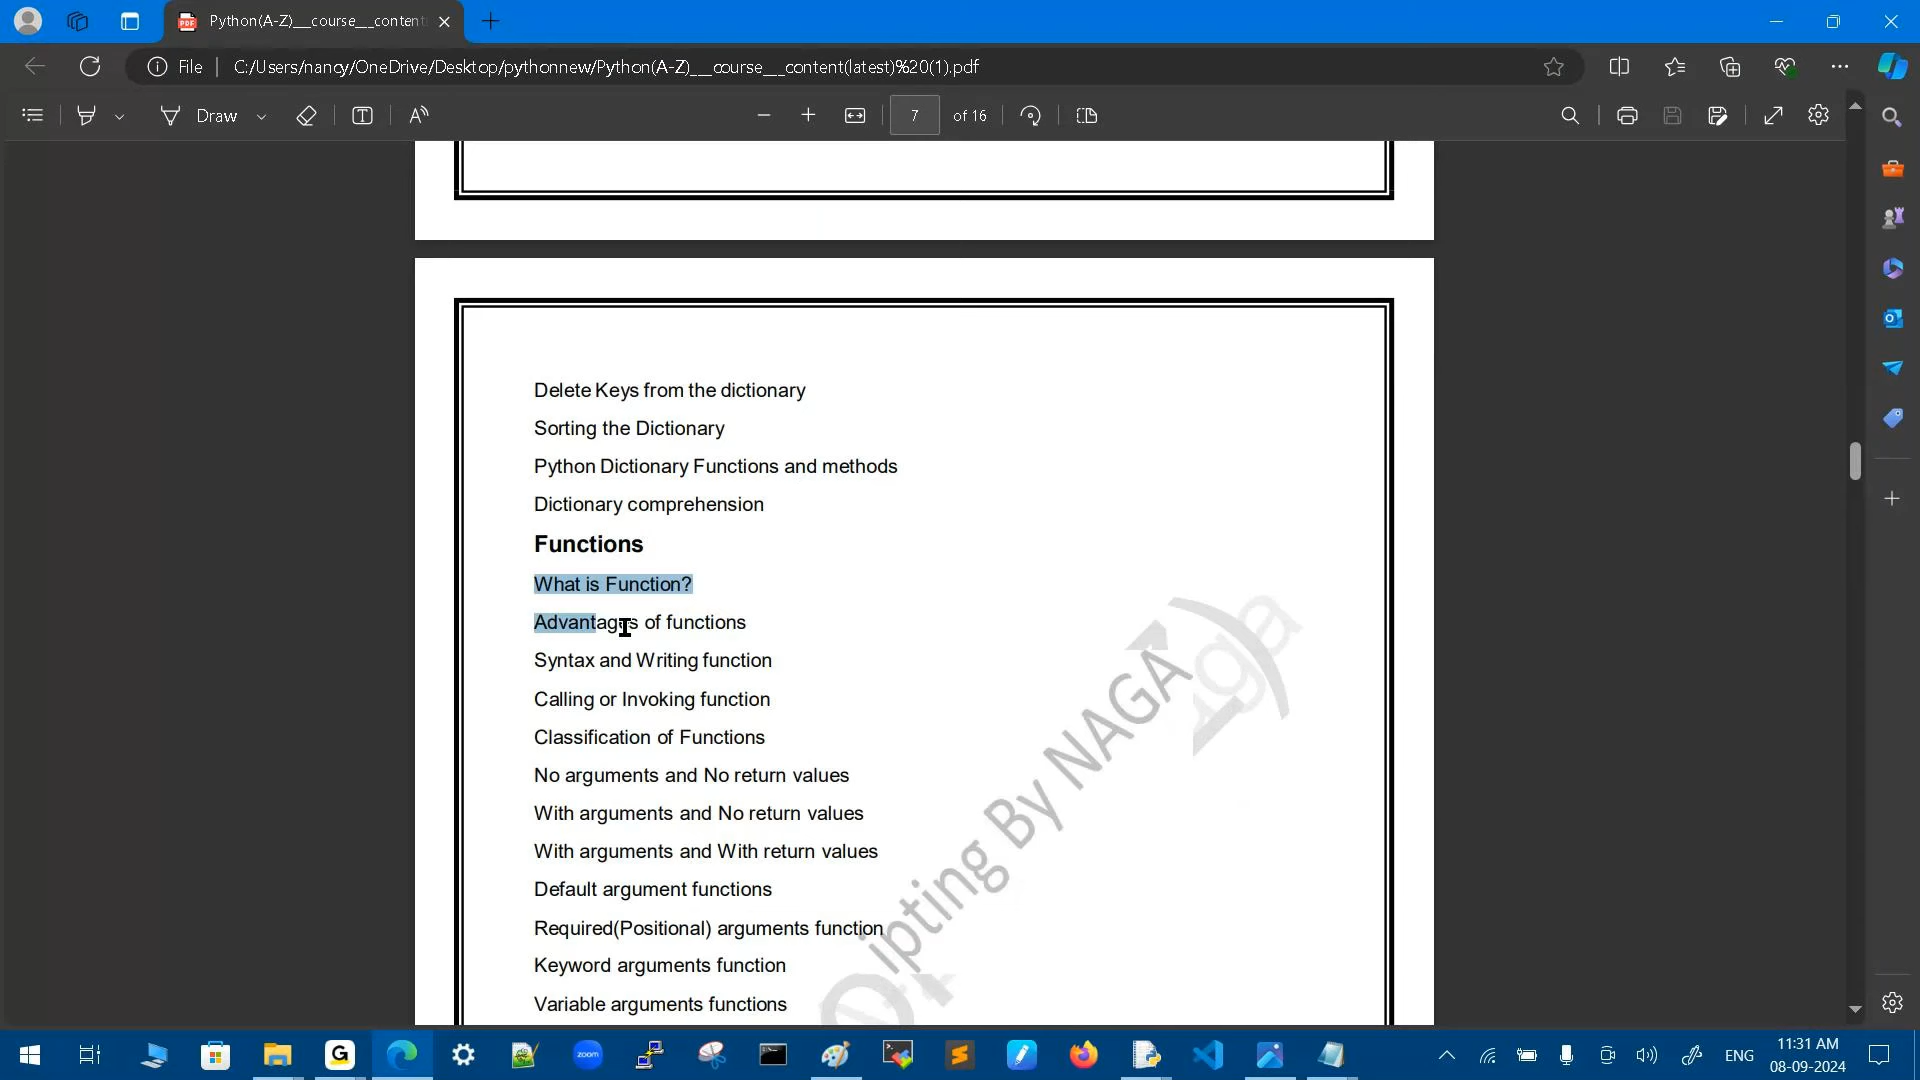 Python(A-Z)__course__content
File
C:/Users/nancy/OneDrive/Desktop/pythonnew/Python(A-Z)___course___content(latest)%20(1).pdf
Draw
7 of 16
Delete Keys from the dictionary
Sorting the Dictionary
Python Dictionary Functions and methods
Dictionary comprehension
Functions
What is Function?
Advantages of functions
Syntax and Writing function
Calling or Invoking function
Classification of Functions
No arguments and No return values
With arguments and No return values
With arguments and With return values
Default argument functions
Required(Positional) arguments function
Keyword arguments function
Variable arguments functions
ipting By NAGA
ENG
11:31 AM
08-09-2024